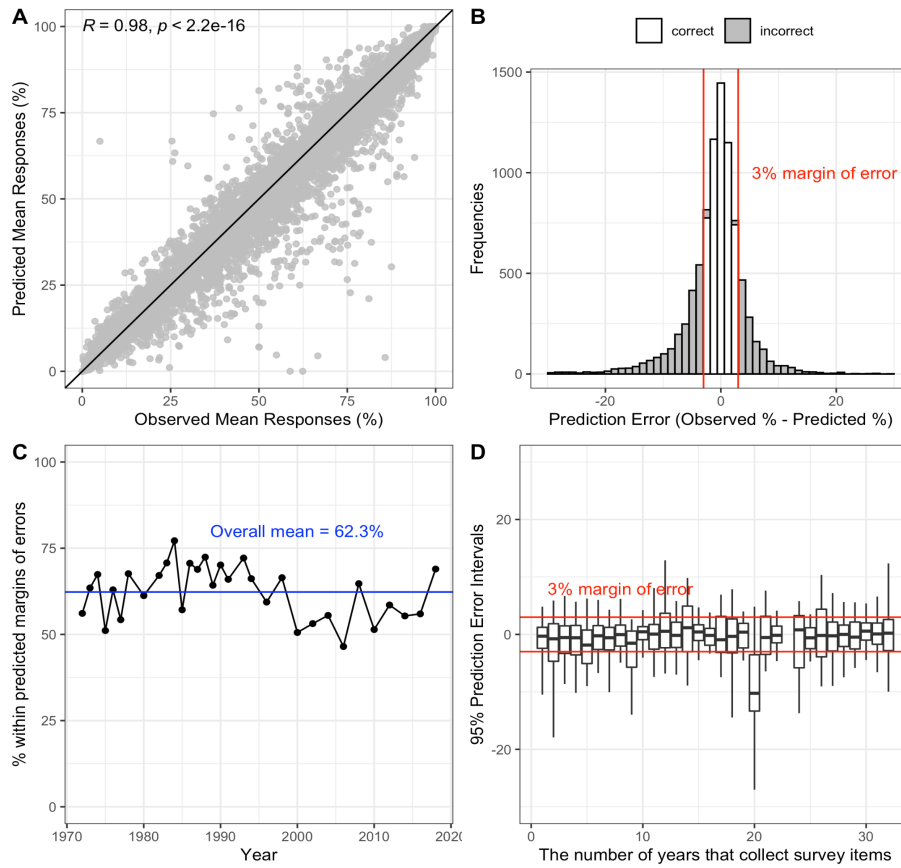 A
R = 0.98, p < 2.2e-16
100
75
50
25
0
Predicted Mean Responses (%)
0 25 50 75 100
Observed Mean Responses (%)
B
correct incorrect
1500
1000
500
0
Frequencies
3% margin of error
-20 0 20
Prediction Error (Observed % - Predicted %)
C
100
75
50
25
0
% within predicted margins of errors
Overall mean = 62.3%
1970 1980 1990 2000 2010 2020
Year
D
20
0
-20
95% Prediction Error Intervals
3% margin of error
0 10 20 30
The number of years that collect survey items